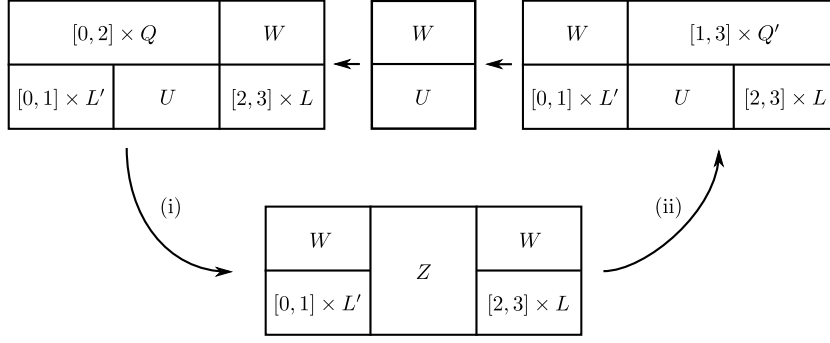 [0, 2] × Q W W W [1, 3] × Q′
[0, 1] × L′ U [2, 3] × L U [0, 1] × L′ U [2, 3] × L
(i) (ii)
W Z W
[0, 1] × L′ [2, 3] × L